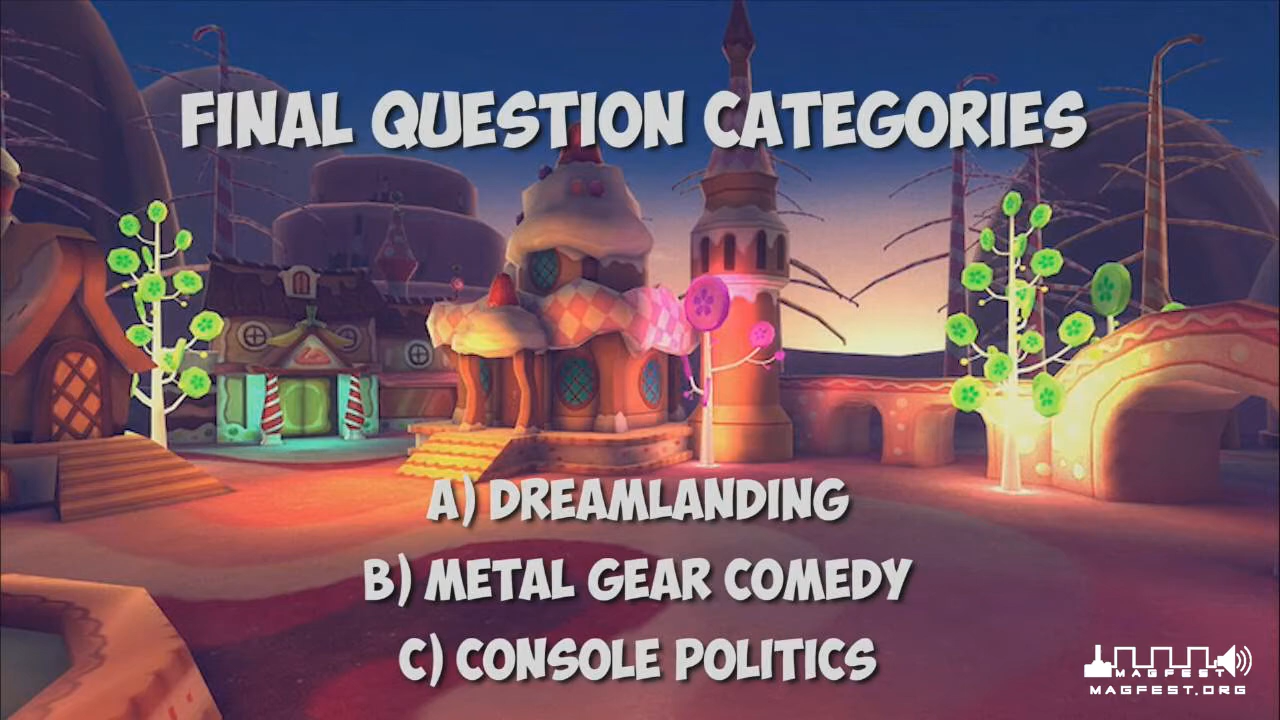 FINAL QUESTION CATEGORIES
A) DREAMLANDING
B) METAL GEAR COMEDY
C) CONSOLE POLITICS
MAGFEST
MAGFEST.ORG